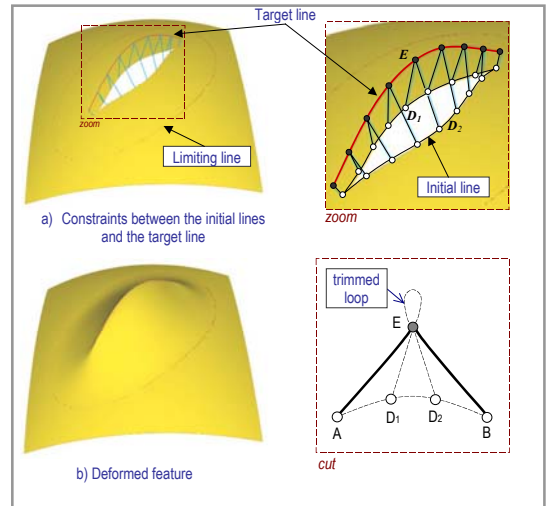 Target line
E
D1
D2
zoom
Limiting line
Initial line
zoom
a) Constraints between the initial lines
and the target line
trimmed
loop
E
D1
D2
A
B
cut
b) Deformed feature